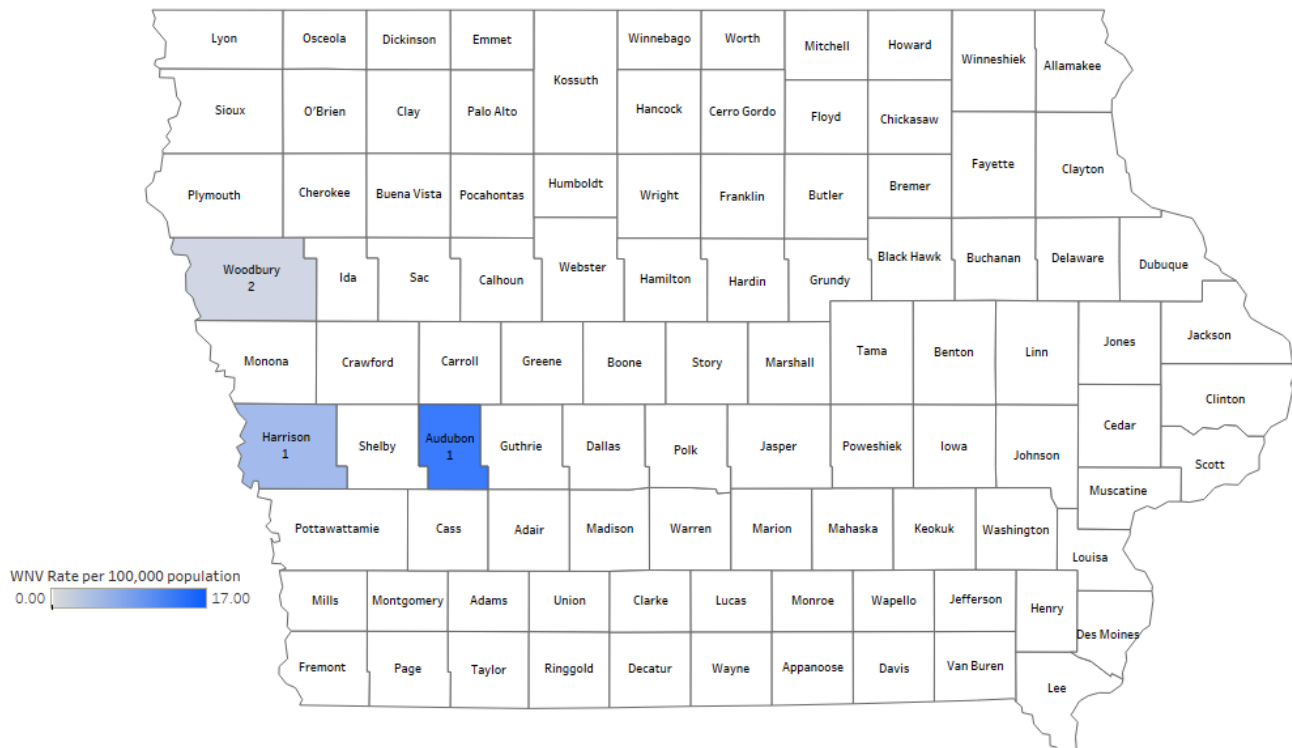 Lyon
Osceola
Dickinson
Emmet
Kossuth
Winnebago
Worth
Mitchell
Howard
Winneshiek
Allamakee
Sioux
O'Brien
Clay
Palo Alto
Hancock
Cerro Gordo
Floyd
Chickasaw
Fayette
Clayton
Plymouth
Cherokee
Buena Vista
Pocahontas
Humboldt
Wright
Franklin
Butler
Bremer
Woodbury
2
Ida
Sac
Calhoun
Webster
Hamilton
Hardin
Grundy
Black Hawk
Buchanan
Delaware
Dubuque
Monona
Crawford
Carroll
Greene
Boone
Story
Marshall
Tama
Benton
Linn
Jones
Jackson
Clinton
Harrison
1
Shelby
Audubon
1
Guthrie
Dallas
Polk
Jasper
Poweshiek
Iowa
Johnson
Cedar
Scott
Muscatine
Pottawattamie
Cass
Adair
Madison
Warren
Marion
Mahaska
Keokuk
Washington
Louisa
WNV Rate per 100,000 population
0.00
17.00
Mills
Montgomery
Adams
Union
Clarke
Lucas
Monroe
Wapello
Jefferson
Henry
Des Moines
Fremont
Page
Taylor
Ringgold
Decatur
Wayne
Appanoose
Davis
Van Buren
Lee